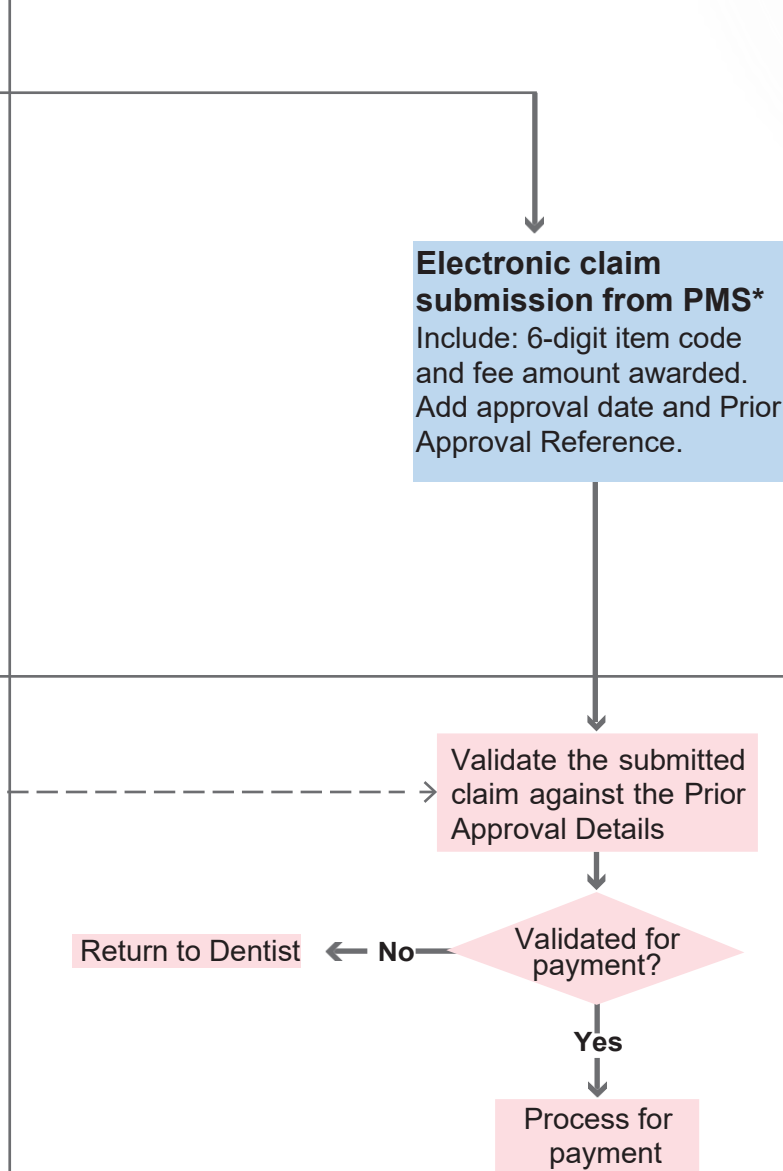 Electronic claim
submission from PMS*
Include: 6-digit item code
and fee amount awarded.
Add approval date and Prior
Approval Reference.
Validate the submitted
claim against the Prior
Approval Details
Return to Dentist
No
Validated for
payment?
Yes
Process for
payment